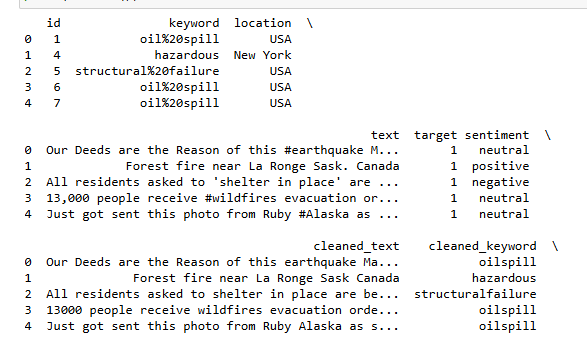 id keyword location \
0 1 oil%20spill USA
1 4 hazardous New York
2 5 structural%20failure USA
3 6 oil%20spill USA
4 7 oil%20spill USA
text target sentiment \
0 Our Deeds are the Reason of this #earthquake M... 1 neutral
1 Forest fire near La Ronge Sask. Canada 1 positive
2 All residents asked to 'shelter in place' are ... 1 negative
3 13,000 people receive #wildfires evacuation or... 1 neutral
4 Just got sent this photo from Ruby #Alaska as ... 1 neutral
cleaned_text cleaned_keyword \
0 Our Deeds are the Reason of this earthquake Ma... oilspill
1 Forest fire near La Ronge Sask Canada hazardous
2 All residents asked to shelter in place are be... structuralfailure
3 13000 people receive wildfires evacuation orde... oilspill
4 Just got sent this photo from Ruby Alaska as s... oilspill